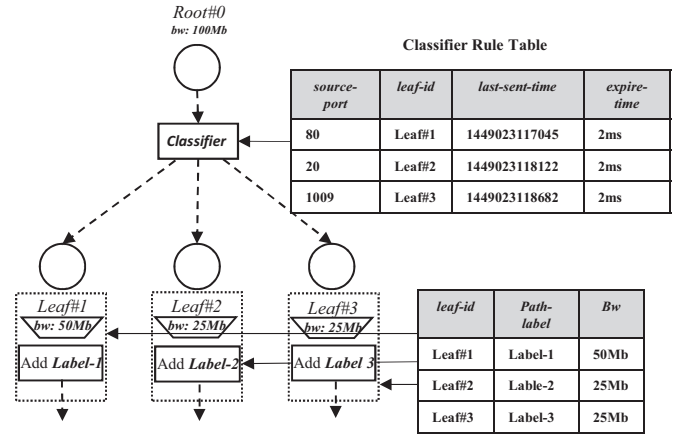 Root#0
bw: 100Mb
Classifier Rule Table
source-port leaf-id last-sent-time expire-time
80 Leaf#1 1449023117045 2ms
20 Leaf#2 1449023118122 2ms
1009 Leaf#3 1449023118682 2ms
Classifier
Leaf#1 Leaf#2 Leaf#3
bw: 50Mb bw: 25Mb bw: 25Mb
Add Label-1 Add Label-2 Add Label 3
leaf-id Path-label Bw
Leaf#1 Label-1 50Mb
Leaf#2 Lable-2 25Mb
Leaf#3 Label-3 25Mb